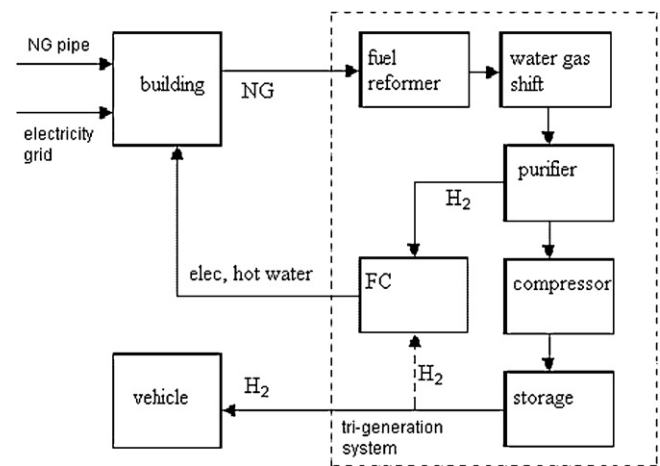 NG pipe
building
electricity
grid
NG
fuel
reformer
water gas
shift
purifier
H2
FC
compressor
elec, hot water
H2
vehicle
H2
storage
tri-generation
system